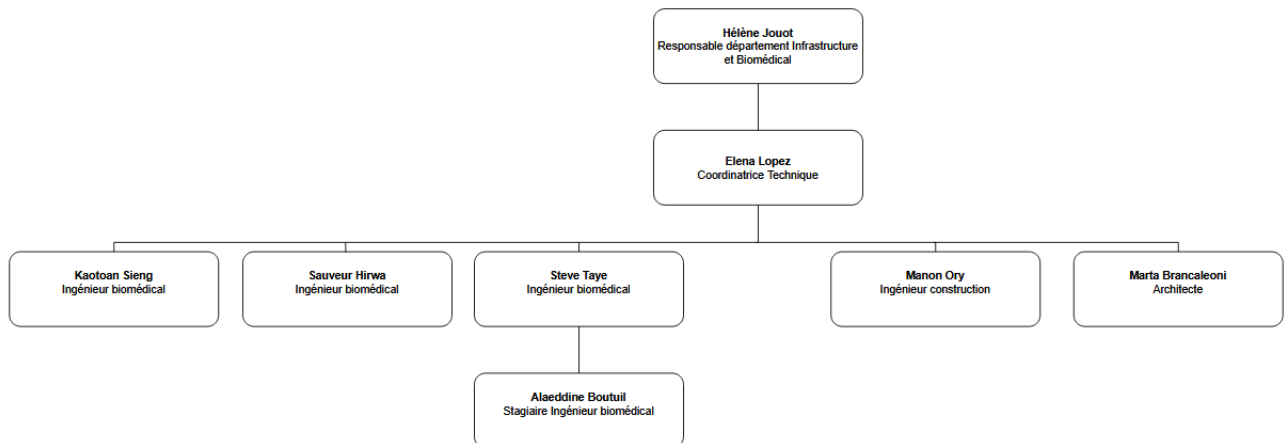 Hélène Jouot
Responsable département Infrastructure
et Biomédical
Elena Lopez
Coordinatrice Technique
Kaotoan Sieng
Ingénieur biomédical
Sauveur Hirwa
Ingénieur biomédical
Steve Taye
Ingénieur biomédical
Manon Ory
Ingénieur construction
Marta Brancaleoni
Architecte
Alaeddine Boutuil
Stagiaire Ingénieur biomédical